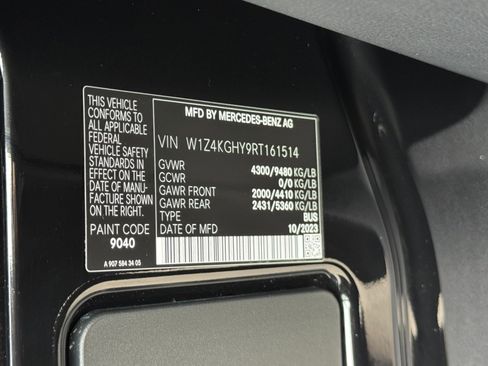 THIS VEHICLE
CONFORMS TO
ALL APPLICABLE
FEDERAL
VEHICLE SAFETY
STANDARDS IN
EFFECT ON THE
DATE OF MANU-
FACTURE SHOWN
ON THIS LABEL.
PAINT CODE
9040
A 907 584 34 05
MFD BY MERCEDES-BENZ AG
VIN W1Z4KGHY9RT161514
GVWR 4300/9480 KG/LB
GCWR 0/0 KG/LB
GAWR FRONT 2000/4410 KG/LB
GAWR REAR 2431/5360 KG/LB
TYPE BUS
DATE OF MFD 10/2023